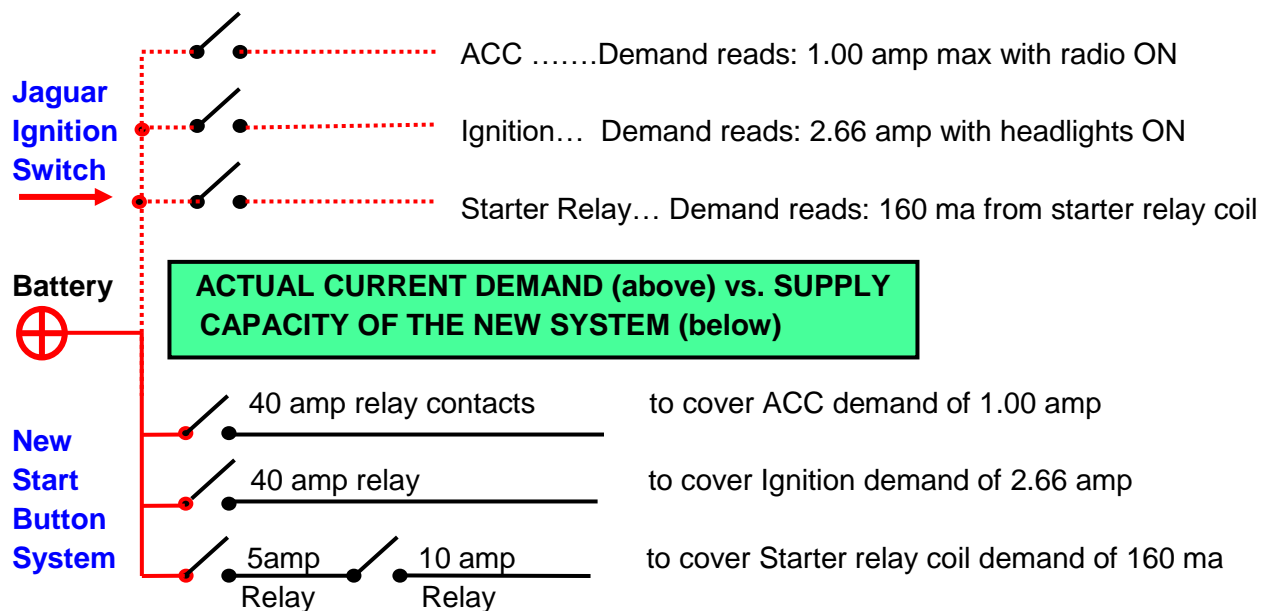 ACC …….Demand reads: 1.00 amp max with radio ON
Jaguar
Ignition
Switch
Ignition… Demand reads: 2.66 amp with headlights ON
Starter Relay… Demand reads: 160 ma from starter relay coil
Battery
ACTUAL CURRENT DEMAND (above) vs. SUPPLY
CAPACITY OF THE NEW SYSTEM (below)
40 amp relay contacts to cover ACC demand of 1.00 amp
New
Start
Button
System
40 amp relay to cover Ignition demand of 2.66 amp
5amp
Relay
10 amp
Relay
to cover Starter relay coil demand of 160 ma